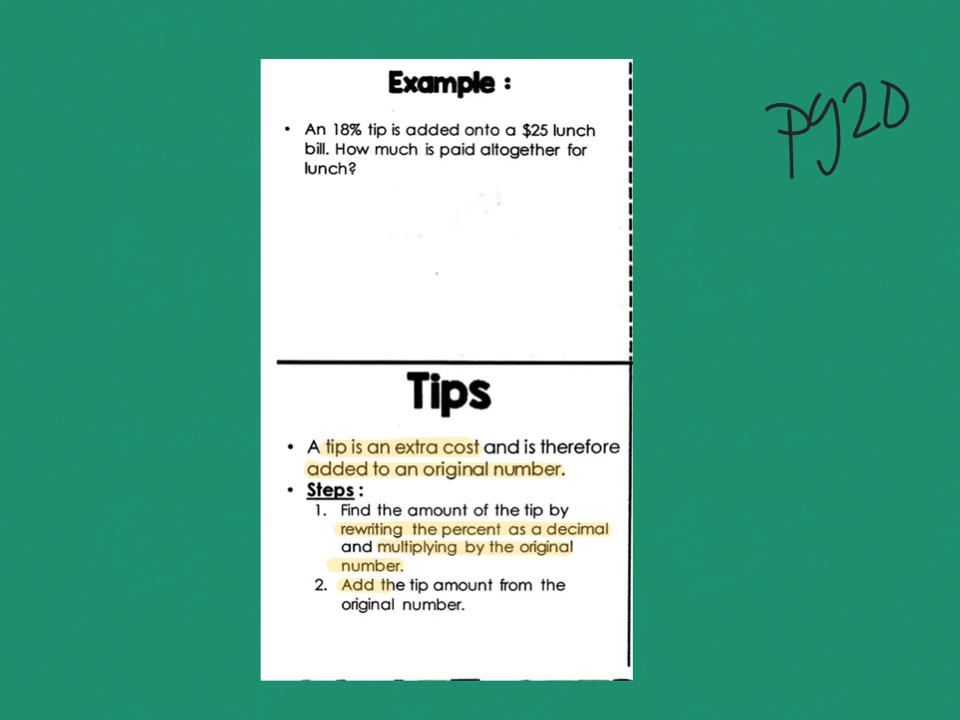 Example :
pg20
• An 18% tip is added onto a $25 lunch
bill. How much is paid altogether for
lunch?
Tips
• A tip is an extra cost and is therefore
added to an original number.
• Steps :
1. Find the amount of the tip by
rewriting the percent as a decimal
and multiplying by the original
number.
2. Add the tip amount from the
original number.